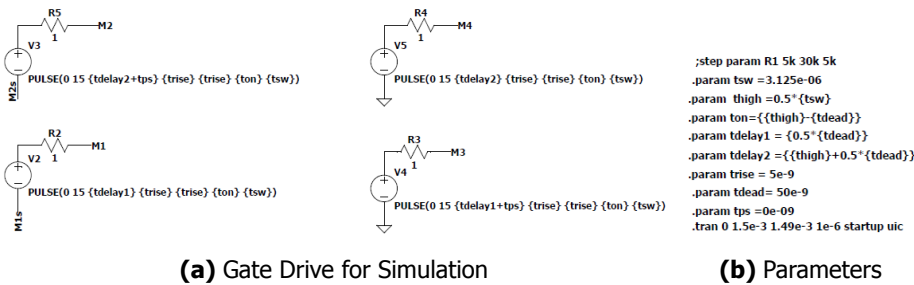 R5
M2
1
V3
PULSE(0 15 {tdelay2+tps} {trise} {trise} {ton} {tsw})
M2s
R4
M4
1
V5
PULSE(0 15 {tdelay2} {trise} {trise} {ton} {tsw})
R2
M1
1
V2
PULSE(0 15 {tdelay1} {trise} {trise} {ton} {tsw})
M1s
R3
M3
1
V4
PULSE(0 15 {tdelay1+tps} {trise} {trise} {ton} {tsw})
(a) Gate Drive for Simulation
;step param R1 5k 30k 5k
.param tsw =3.125e-06
.param thigh =0.5*{tsw}
.param ton={{thigh}-{tdead}}
.param tdelay1 = {0.5*{tdead}}
.param tdelay2 ={{thigh}+0.5*{tdead}}
.param trise = 5e-9
.param tdead= 50e-9
.param tps =0e-09
.tran 0 1.5e-3 1.49e-3 1e-6 startup uic
(b) Parameters